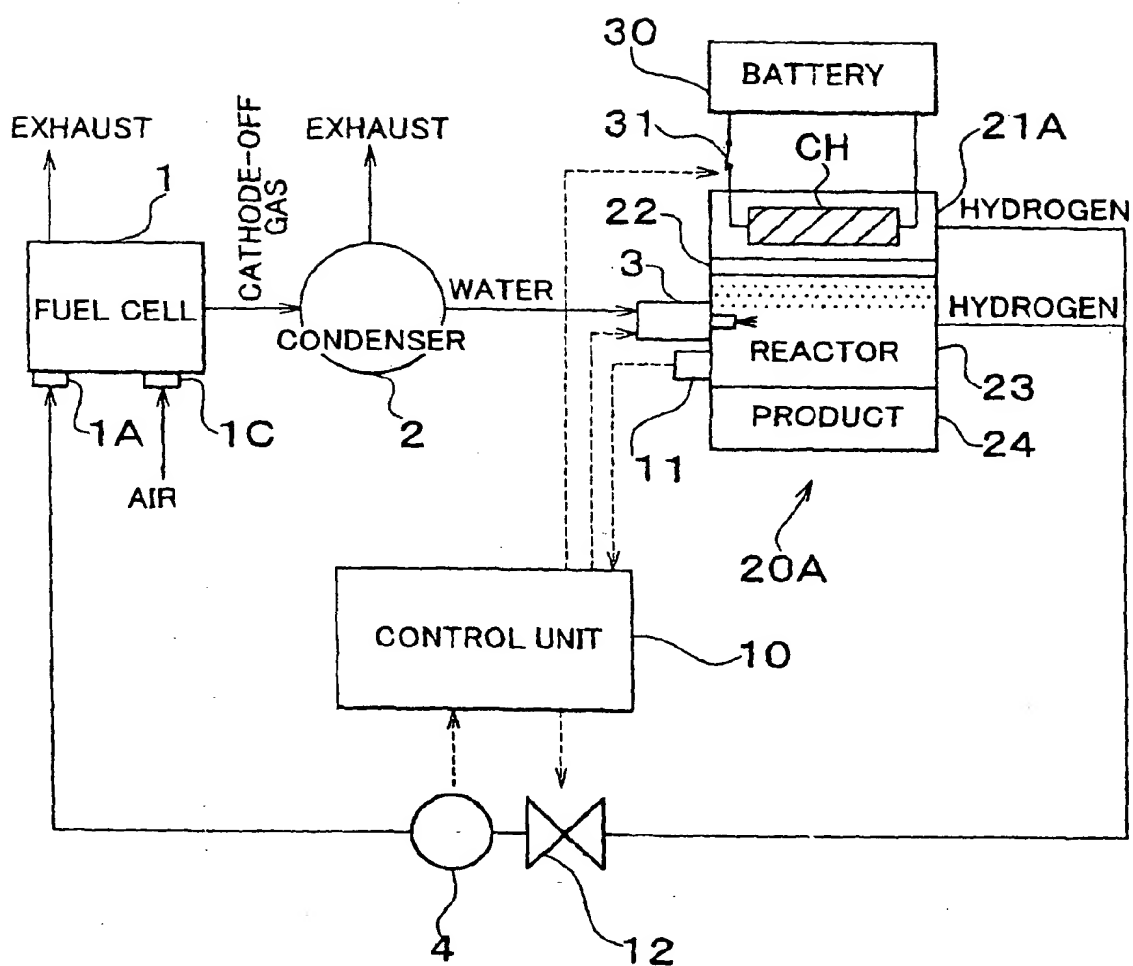 30
BATTERY
EXHAUST
EXHAUST
31
CH
21A
1
CATHODE-OFF
GAS
HYDROGEN
22
3
FUEL CELL
WATER
HYDROGEN
CONDENSER
REACTOR
23
1A
1C
2
PRODUCT
24
11
AIR
20A
CONTROL UNIT
10
4
12